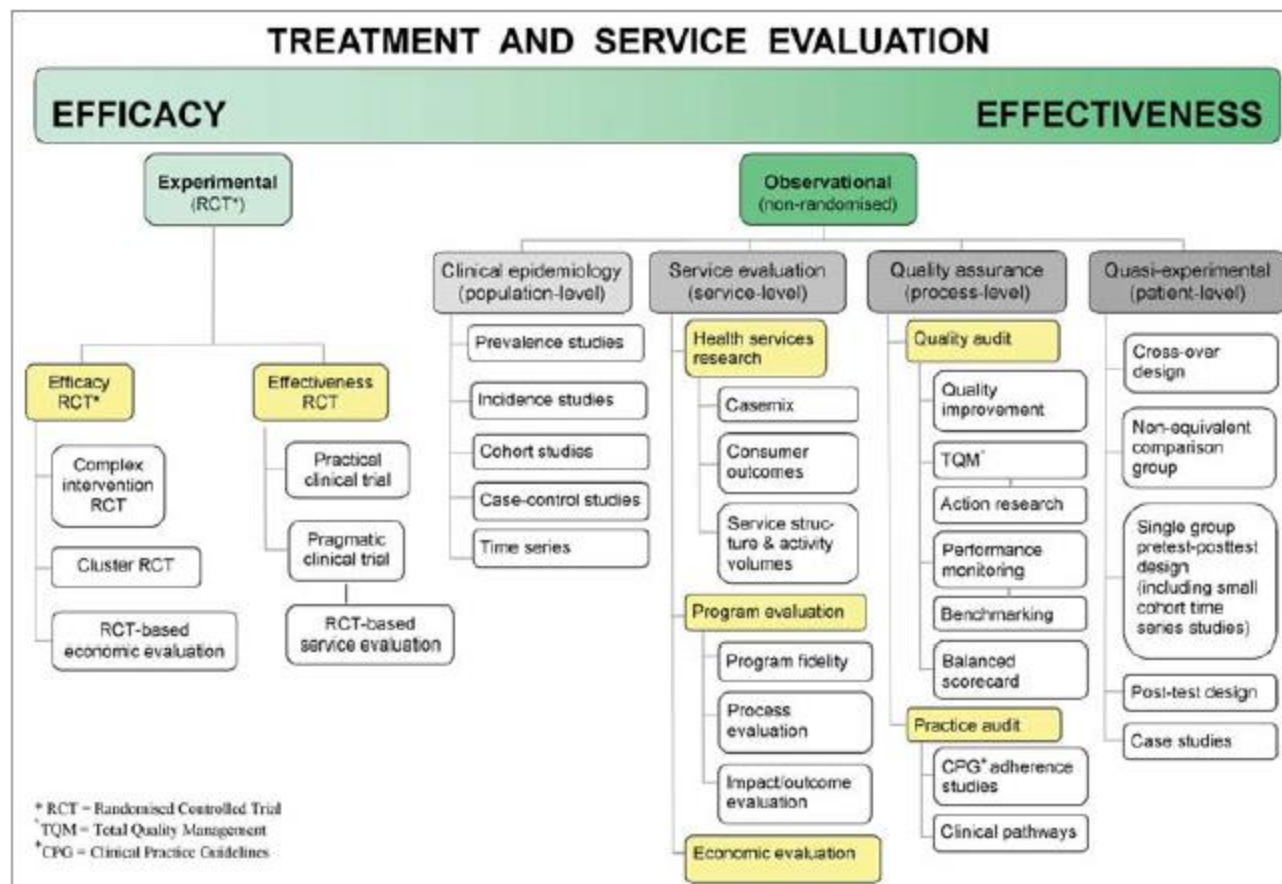 TREATMENT AND SERVICE EVALUATION
EFFICACY
EFFECTIVENESS
Experimental
(RCT*)
Observational
(non-randomised)
Efficacy
RCT*
Complex
intervention
RCT
Cluster RCT
RCT-based
economic evaluation
Effectiveness
RCT
Practical
clinical trial
Pragmatic
clinical trial
RCT-based
service evaluation
Clinical epidemiology
(population-level)
Prevalence studies
Incidence studies
Cohort studies
Case-control studies
Time series
Service evaluation
(service-level)
Health services
research
Casemix
Consumer
outcomes
Service struc-
ture & activity
volumes
Program evaluation
Program fidelity
Process
evaluation
Impact/outcome
evaluation
Economic evaluation
Quality assurance
(process-level)
Quality audit
Quality
improvement
TQM^
Action research
Performance
monitoring
Benchmarking
Balanced
scorecard
Practice audit
CPG+ adherence
studies
Clinical pathways
Quasi-experimental
(patient-level)
Cross-over
design
Non-equivalent
comparison
group
Single group
pretest-posttest
design
(including small
cohort time
series studies)
Post-test design
Case studies
* RCT = Randomised Controlled Trial
^TQM = Total Quality Management
+CPG = Clinical Practice Guidelines